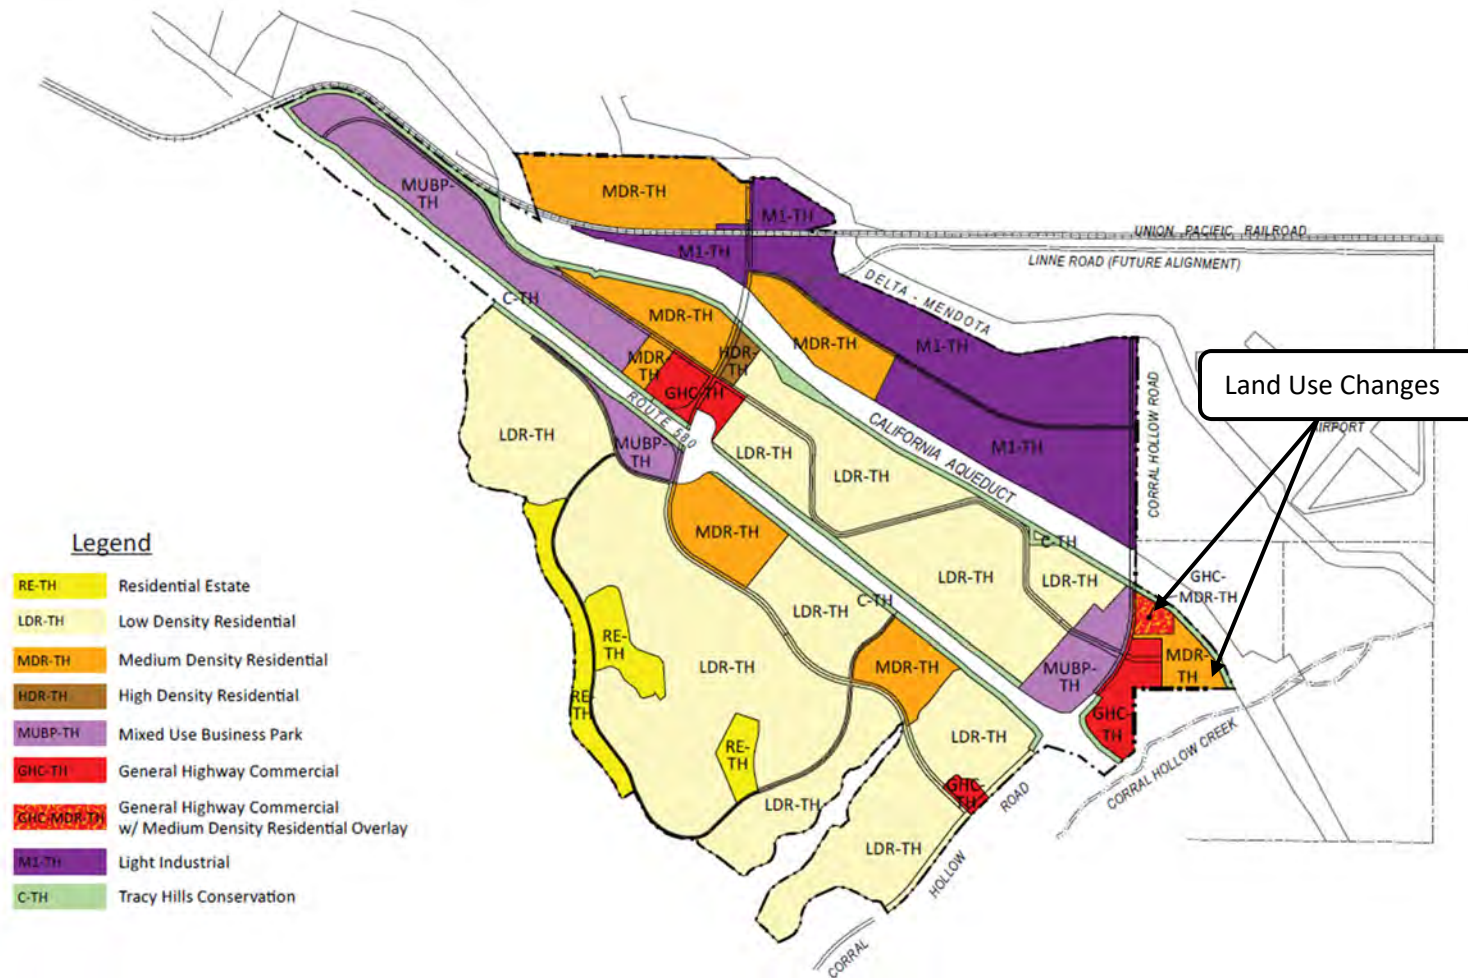 MDR-TH
MUBP-
TH
M1-TH
UNION PACIFIC RAILROAD
M1-TH
LINNE ROAD (FUTURE ALIGNMENT)
DELTA - MENDOTA
C-TH
MDR-TH
MDR-TH
M1-TH
HDR-
TH
MDR-
TH
GHC-TH
Land Use Changes
ROUTE 580
CORRAL HOLLOW ROAD
CALIFORNIA AQUEDUCT
AIRPORT
LDR-TH
MUBP-
TH
LDR-TH
M1-TH
LDR-TH
MDR-TH
C-TH
Legend
RE-TH Residential Estate
LDR-TH Low Density Residential
MDR-TH Medium Density Residential
HDR-TH High Density Residential
MUBP-TH Mixed Use Business Park
GHC-TH General Highway Commercial
GHC-MDR-TH General Highway Commercial
w/ Medium Density Residential Overlay
M1-TH Light Industrial
C-TH Tracy Hills Conservation
LDR-TH
LDR-TH
GHC-
MDR-TH
C-TH
LDR-TH
RE-
TH
LDR-TH
MDR-TH
MUBP-
TH
MDR-
TH
RE-
TH
GHC-
TH
LDR-TH
RE-
TH
GHC-
TH
LDR-TH
CORRAL HOLLOW CREEK
LDR-TH
CORRAL
HOLLOW
ROAD